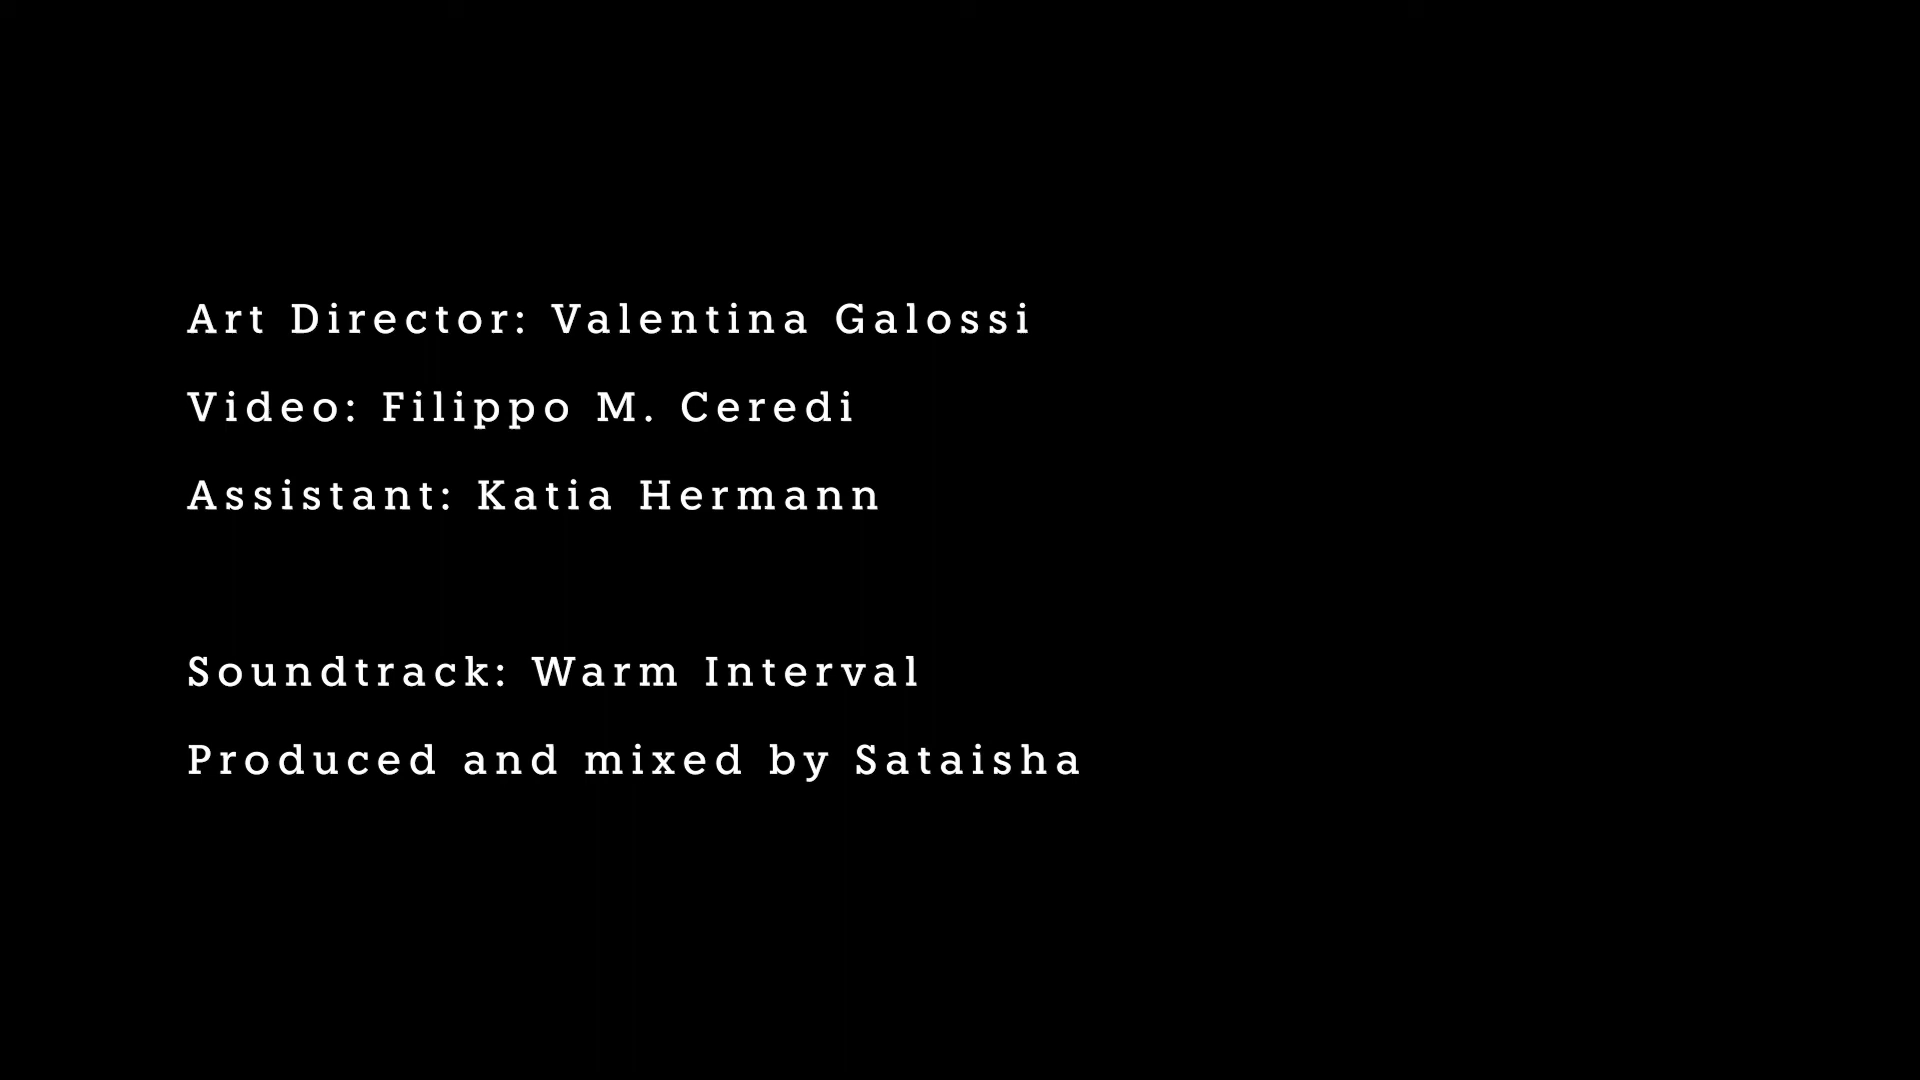 Art Director: Valentina Galossi
Video: Filippo M. Ceredi
Assistant: Katia Hermann
Soundtrack: Warm Interval
Produced and mixed by Sataisha